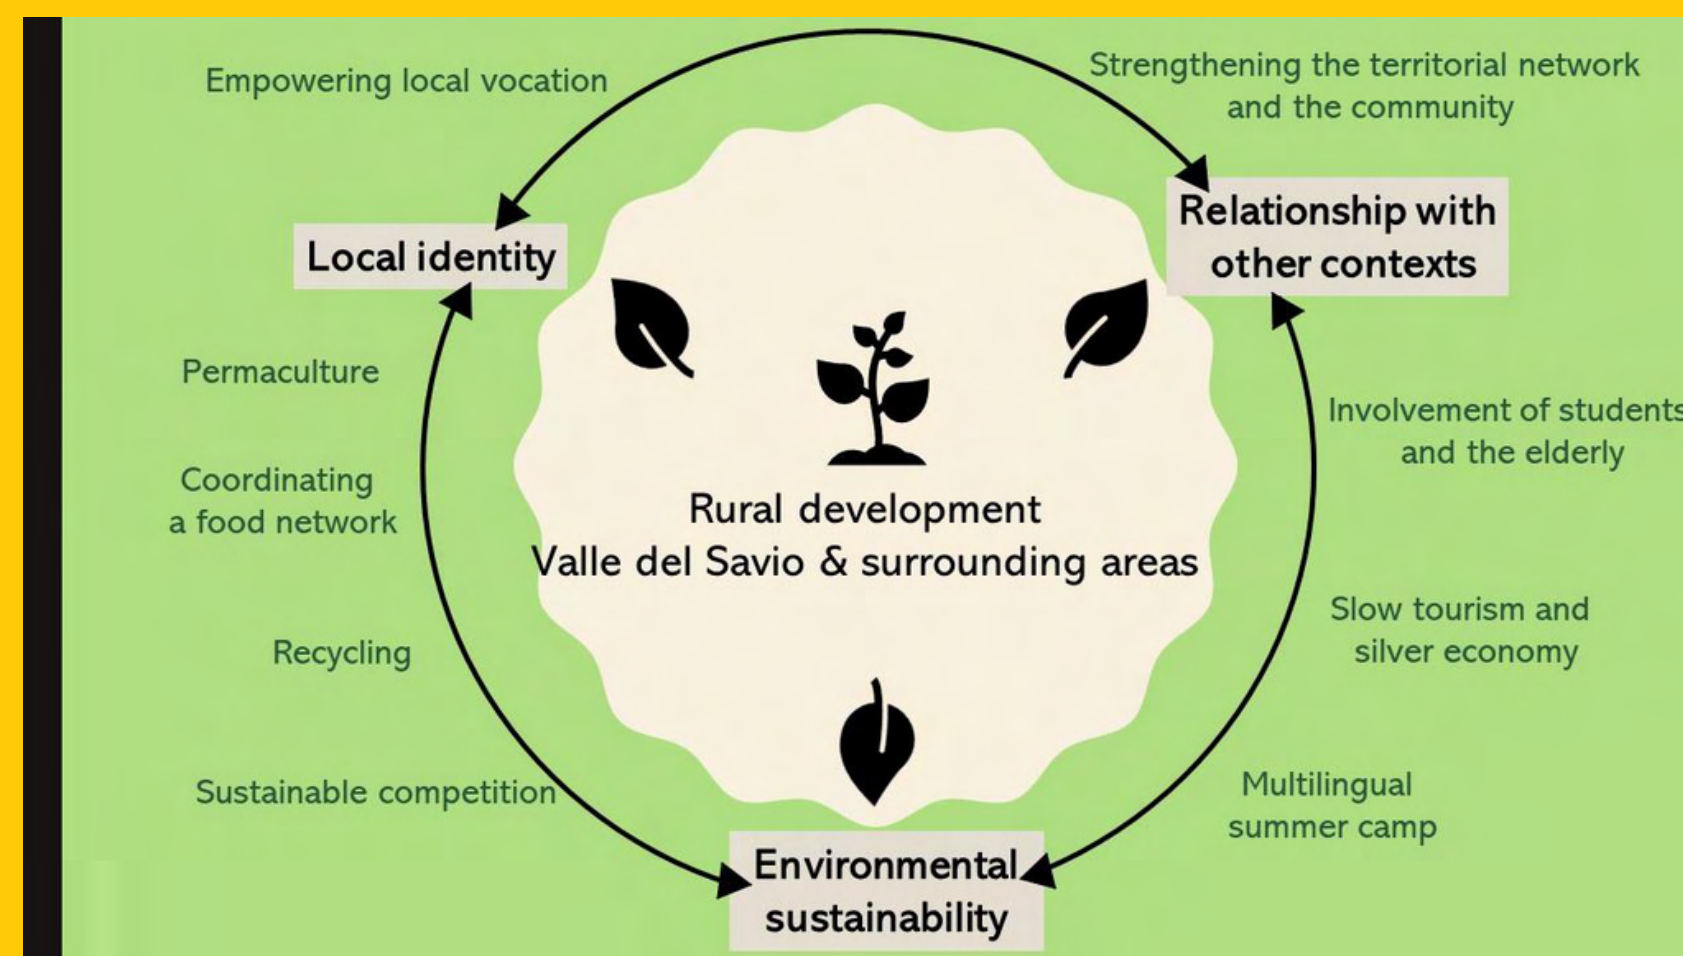 Empowering local vocation
Strengthening the territorial network
and the community
Local identity
Relationship with
other contexts
Permaculture
Coordinating
a food network
Recycling
Sustainable competition
Rural development
Valle del Savio & surrounding areas
Involvement of students
and the elderly
Slow tourism and
silver economy
Multilingual
summer camp
Environmental
sustainability